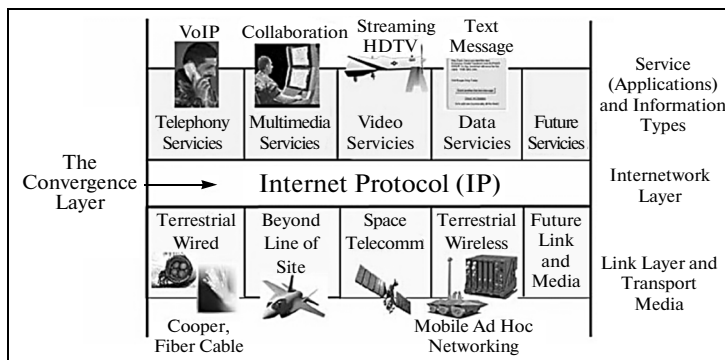 VoIP
Collaboration
Streaming
HDTV
Text
Message
Telephony
Servicies
Multimedia
Servicies
Video
Servicies
Data
Servicies
Future
Servicies
Service
(Applications)
and Information
Types
The
Convergence
Layer
Internet Protocol (IP)
Internetwork
Layer
Terrestrial
Wired
Beyond
Line of
Site
Space
Telecomm
Terrestrial
Wireless
Future
Link
and
Media
Link Layer and
Transport
Media
Cooper,
Fiber Cable
Mobile Ad Hoc
Networking